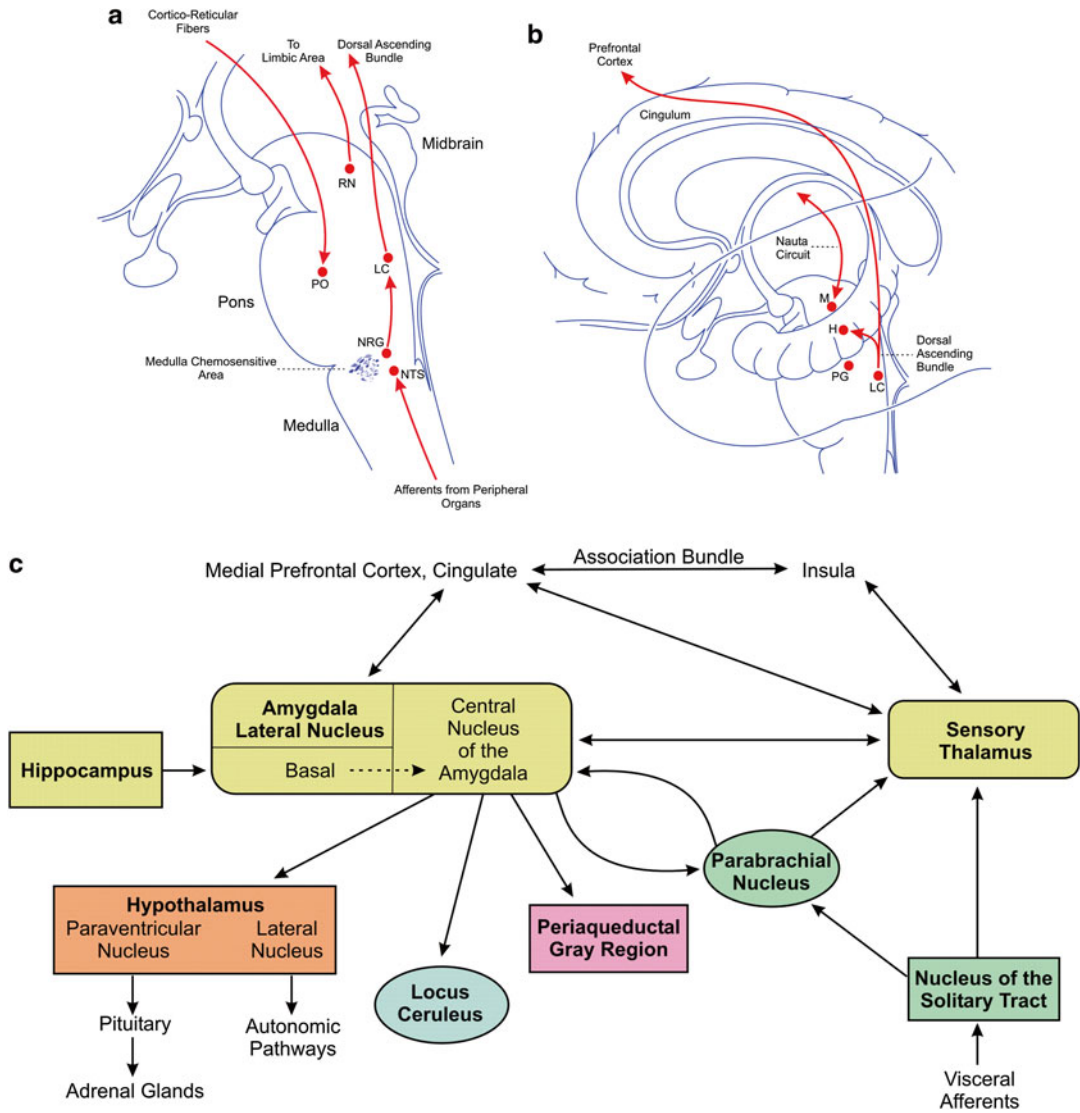 a
Cortico-Reticular
Fibers
To
Limbic Area
Dorsal Ascending
Bundle
Midbrain
RN
PO
LC
Pons
NRG
Medulla Chemosensitive
Area
NTS
Medulla
Afferents from Peripheral
Organs
b
Prefrontal
Cortex
Cingulum
Nauta
Circuit
M
H
Dorsal
Ascending
Bundle
PG
LC
c
Association Bundle
Medial Prefrontal Cortex, Cingulate
Insula
Amygdala
Lateral Nucleus
Central
Nucleus
of the
Amygdala
Basal
Hippocampus
Sensory
Thalamus
Parabrachial
Nucleus
Hypothalamus
Paraventricular
Nucleus
Lateral
Nucleus
Periaqueductal
Gray Region
Locus
Ceruleus
Nucleus of the
Solitary Tract
Pituitary
Autonomic
Pathways
Adrenal Glands
Visceral
Afferents